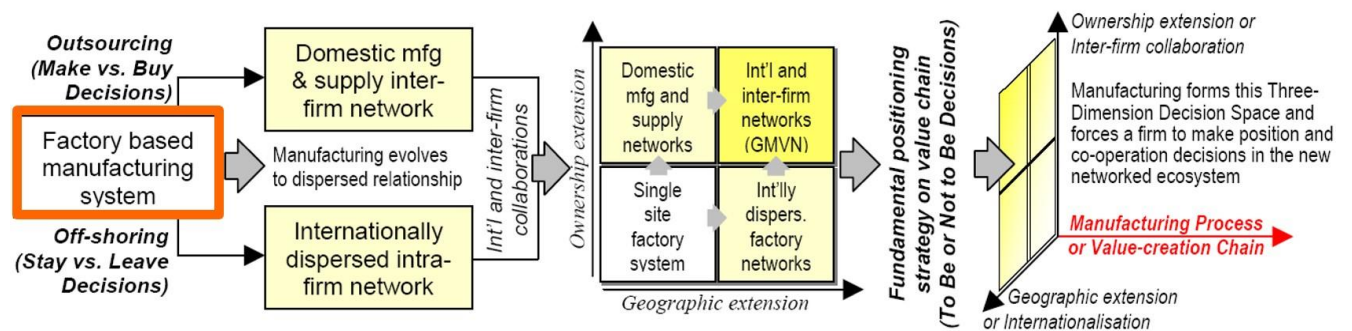 Outsourcing
(Make vs. Buy
Decisions)
Factory based
manufacturing
system
Off-shoring
(Stay vs. Leave
Decisions)
Domestic mfg
& supply inter-
firm network
Manufacturing evolves
to dispersed relationship
Internationally
dispersed intra-
firm network
Int'l and inter-firm
collaborations
Ownership extension
Domestic
mfg and
supply
networks
Int'l and
inter-firm
networks
(GMVN)
Single
site
factory
system
Int'lly
dispers.
factory
networks
Geographic extension
Fundamental positioning
strategy on value chain
(To Be or Not to Be Decisions)
Ownership extension or
Inter-firm collaboration
Manufacturing forms this Three-
Dimension Decision Space and
forces a firm to make position and
co-operation decisions in the new
networked ecosystem
Manufacturing Process
or Value-creation Chain
Geographic extension
or Internationalisation